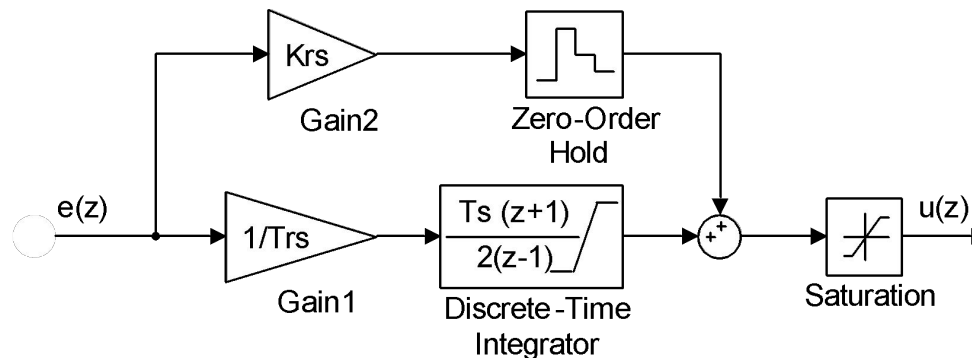 Krs
Gain2
Zero-Order
Hold
e(z)
1/Trs
Gain1
Ts (z+1)
2(z-1)
Discrete-Time
Integrator
+
+
u(z)
Saturation